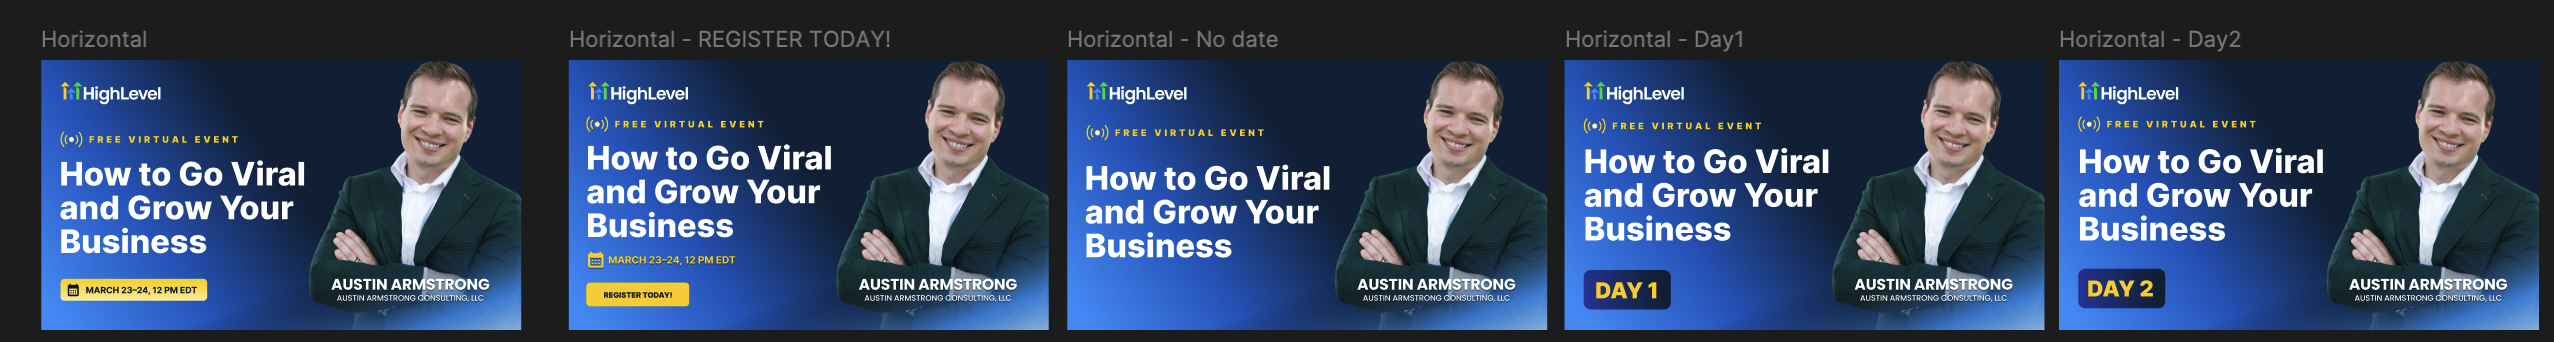 Horizontal
HighLevel
FREE VIRTUAL EVENT
How to Go Viral
and Grow Your
Business
MARCH 23-24, 12 PM EDT
AUSTIN ARMSTRONG
AUSTIN ARMSTRONG CONSULTING, LLC
Horizontal - REGISTER TODAY!
HighLevel
FREE VIRTUAL EVENT
How to Go Viral
and Grow Your
Business
MARCH 23-24, 12 PM EDT
REGISTER TODAY!
AUSTIN ARMSTRONG
AUSTIN ARMSTRONG CONSULTING, LLC
Horizontal - No date
HighLevel
FREE VIRTUAL EVENT
How to Go Viral
and Grow Your
Business
AUSTIN ARMSTRONG
AUSTIN ARMSTRONG CONSULTING, LLC
Horizontal - Day1
HighLevel
FREE VIRTUAL EVENT
How to Go Viral
and Grow Your
Business
DAY 1
AUSTIN ARMSTRONG
AUSTIN ARMSTRONG CONSULTING, LLC
Horizontal - Day2
HighLevel
FREE VIRTUAL EVENT
How to Go Viral
and Grow Your
Business
DAY 2
AUSTIN ARMSTRONG
AUSTIN ARMSTRONG CONSULTING, LLC